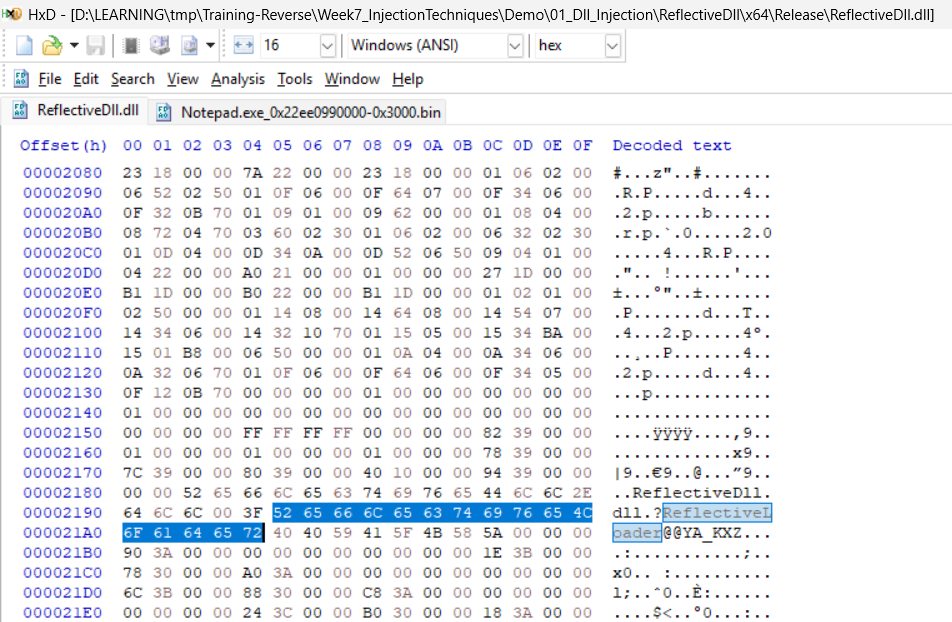 HxD - [D:\LEARNING\tmp\Training-Reverse\Week7_InjectionTechniques\Demo\01_Dll_Injection\ReflectiveDll\x64\Release\ReflectiveDll.dll]
16 Windows (ANSI) hex
File Edit Search View Analysis Tools Window Help
ReflectiveDll.dll Notepad.exe_0x22ee0990000-0x3000.bin
Offset(h) 00 01 02 03 04 05 06 07 08 09 0A 0B 0C 0D 0E 0F Decoded text
00002080 23 18 00 00 7A 22 00 00 23 18 00 00 01 06 02 00 #...z"..#.......
00002090 06 52 02 50 01 0F 06 00 0F 64 07 00 0F 34 06 00 .R.P.....d...4..
000020A0 0F 32 0B 70 01 09 01 00 09 62 00 00 01 08 04 00 .2.p.....b......
000020B0 08 72 04 70 03 60 02 30 01 06 02 00 06 32 02 30 .r.p.`.0.....2.0
000020C0 01 0D 04 00 0D 34 0A 00 0D 52 06 50 09 04 01 00 .....4...R.P....
000020D0 04 22 00 00 A0 21 00 00 01 00 00 00 27 1D 00 00 .".. !......'...
000020E0 B1 1D 00 00 B0 22 00 00 B1 1D 00 00 01 02 01 00 ±...°"..±.......
000020F0 02 50 00 00 01 14 08 00 14 64 08 00 14 54 07 00 .P.......d...T..
00002100 14 34 06 00 14 32 10 70 01 15 05 00 15 34 BA 00 .4...2.p.....4º.
00002110 15 01 B8 00 06 50 00 00 01 0A 04 00 0A 34 06 00 ..¸..P.......4..
00002120 0A 32 06 70 01 0F 06 00 0F 64 06 00 0F 34 05 00 .2.p.....d...4..
00002130 0F 12 0B 70 00 00 00 00 01 00 00 00 00 00 00 00 ...p............
00002140 01 00 00 00 00 00 00 00 00 00 00 00 00 00 00 00 ................
00002150 00 00 00 00 FF FF FF FF 00 00 00 00 82 39 00 00 ....ÿÿÿÿ....‚9..
00002160 01 00 00 00 01 00 00 00 01 00 00 00 78 39 00 00 ............x9..
00002170 7C 39 00 00 80 39 00 00 40 10 00 00 94 39 00 00 |9..€9..@...”9..
00002180 00 00 52 65 66 6C 65 63 74 69 76 65 44 6C 6C 2E ..ReflectiveDll.
00002190 64 6C 6C 00 3F 52 65 66 6C 65 63 74 69 76 65 4C dll.?ReflectiveL
000021A0 6F 61 64 65 72 40 40 59 41 5F 4B 58 5A 00 00 00 oader@@YA_KXZ...
000021B0 90 3A 00 00 00 00 00 00 00 00 00 00 1E 3B 00 00 .:...........;..
000021C0 78 30 00 00 A0 3A 00 00 00 00 00 00 00 00 00 00 x0.. :..........
000021D0 6C 3B 00 00 88 30 00 00 C8 3A 00 00 00 00 00 00 l;..ˆ0..È:......
000021E0 00 00 00 00 24 3C 00 00 B0 30 00 00 18 3A 00 00 ....$<..°0...:..